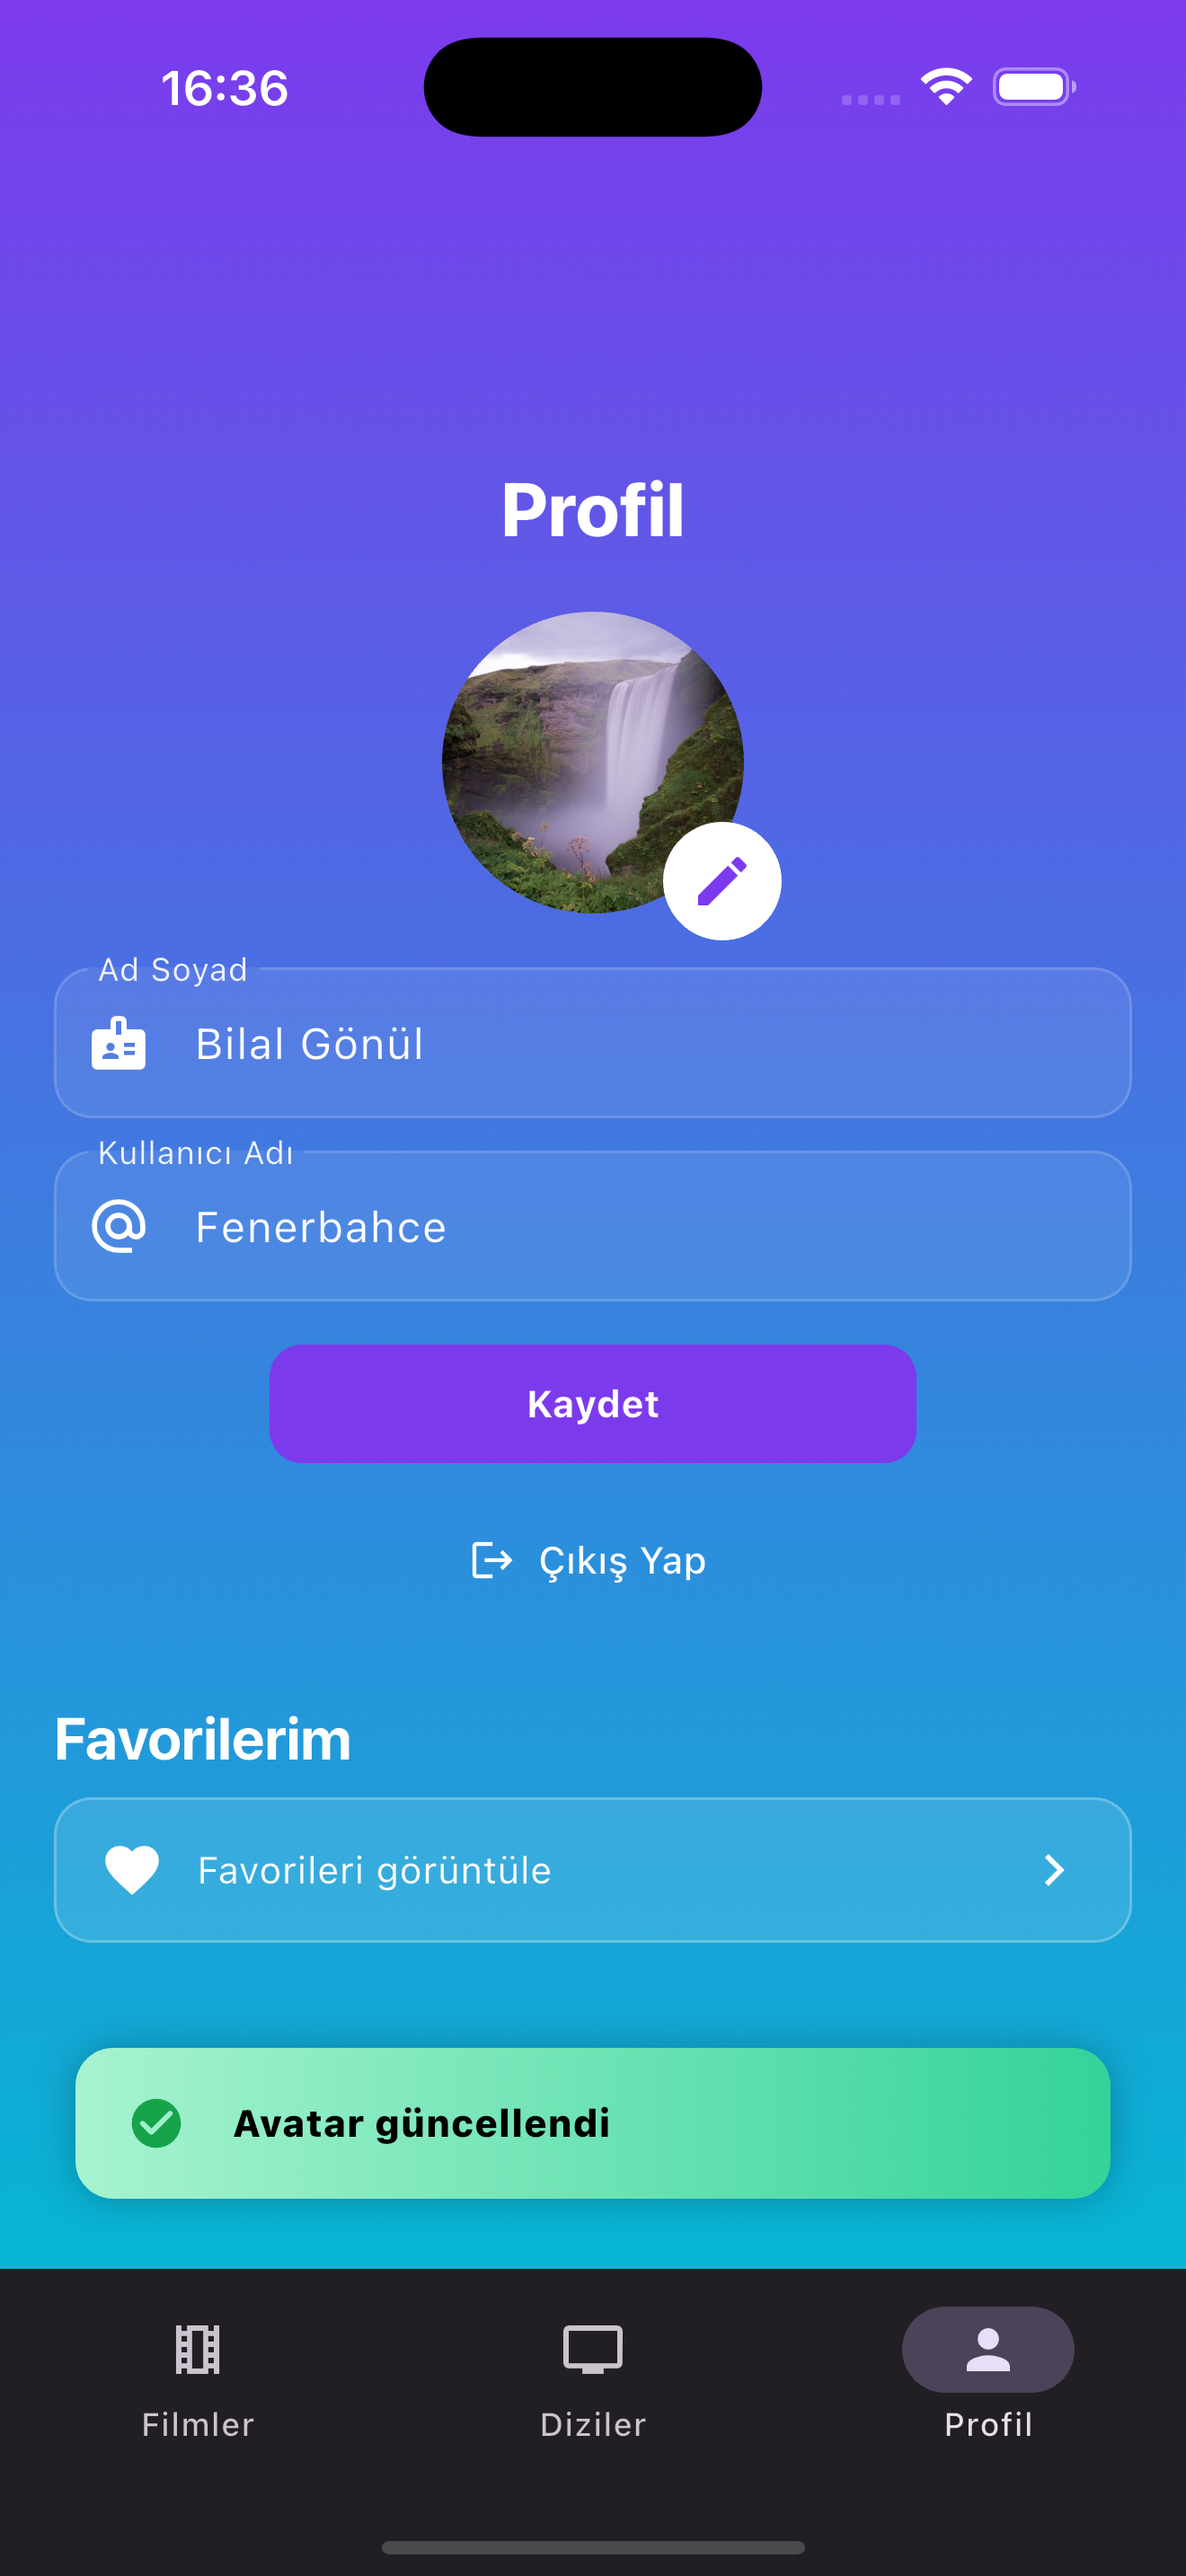 16:36
Profil
Ad Soyad
Bilal Gönül
Kullanıcı Adı
Fenerbahce
Kaydet
Çıkış Yap
Favorilerim
Favorileri görüntüle
Avatar güncellendi
Filmler
Diziler
Profil